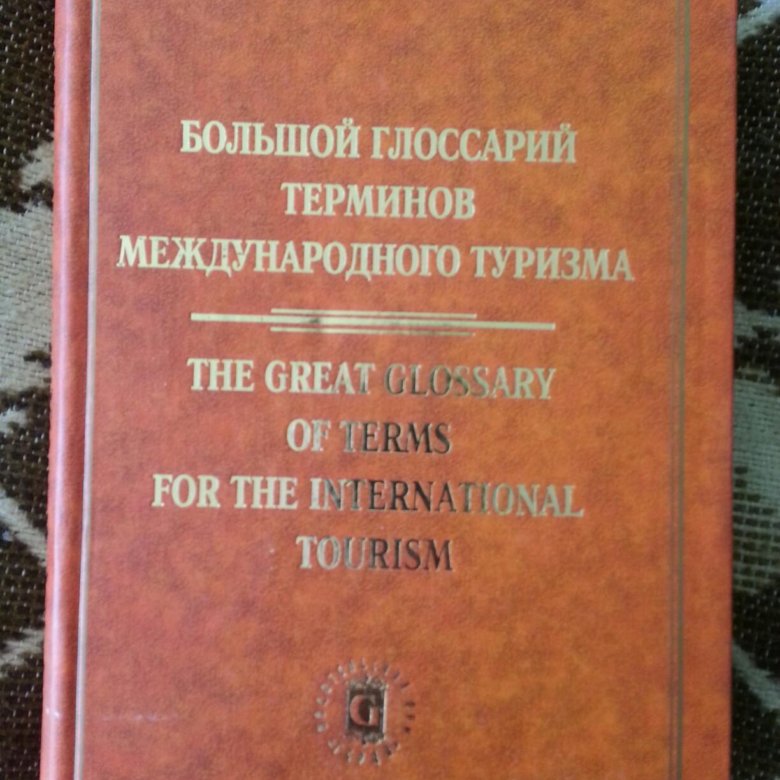 БОЛЬШОЙ ГЛОССАРИЙ
ТЕРМИНОВ
МЕЖДУНАРОДНОГО ТУРИЗМА
THE GREAT GLOSSARY
OF TERMS
FOR THE INTERNATIONAL
TOURISM
G